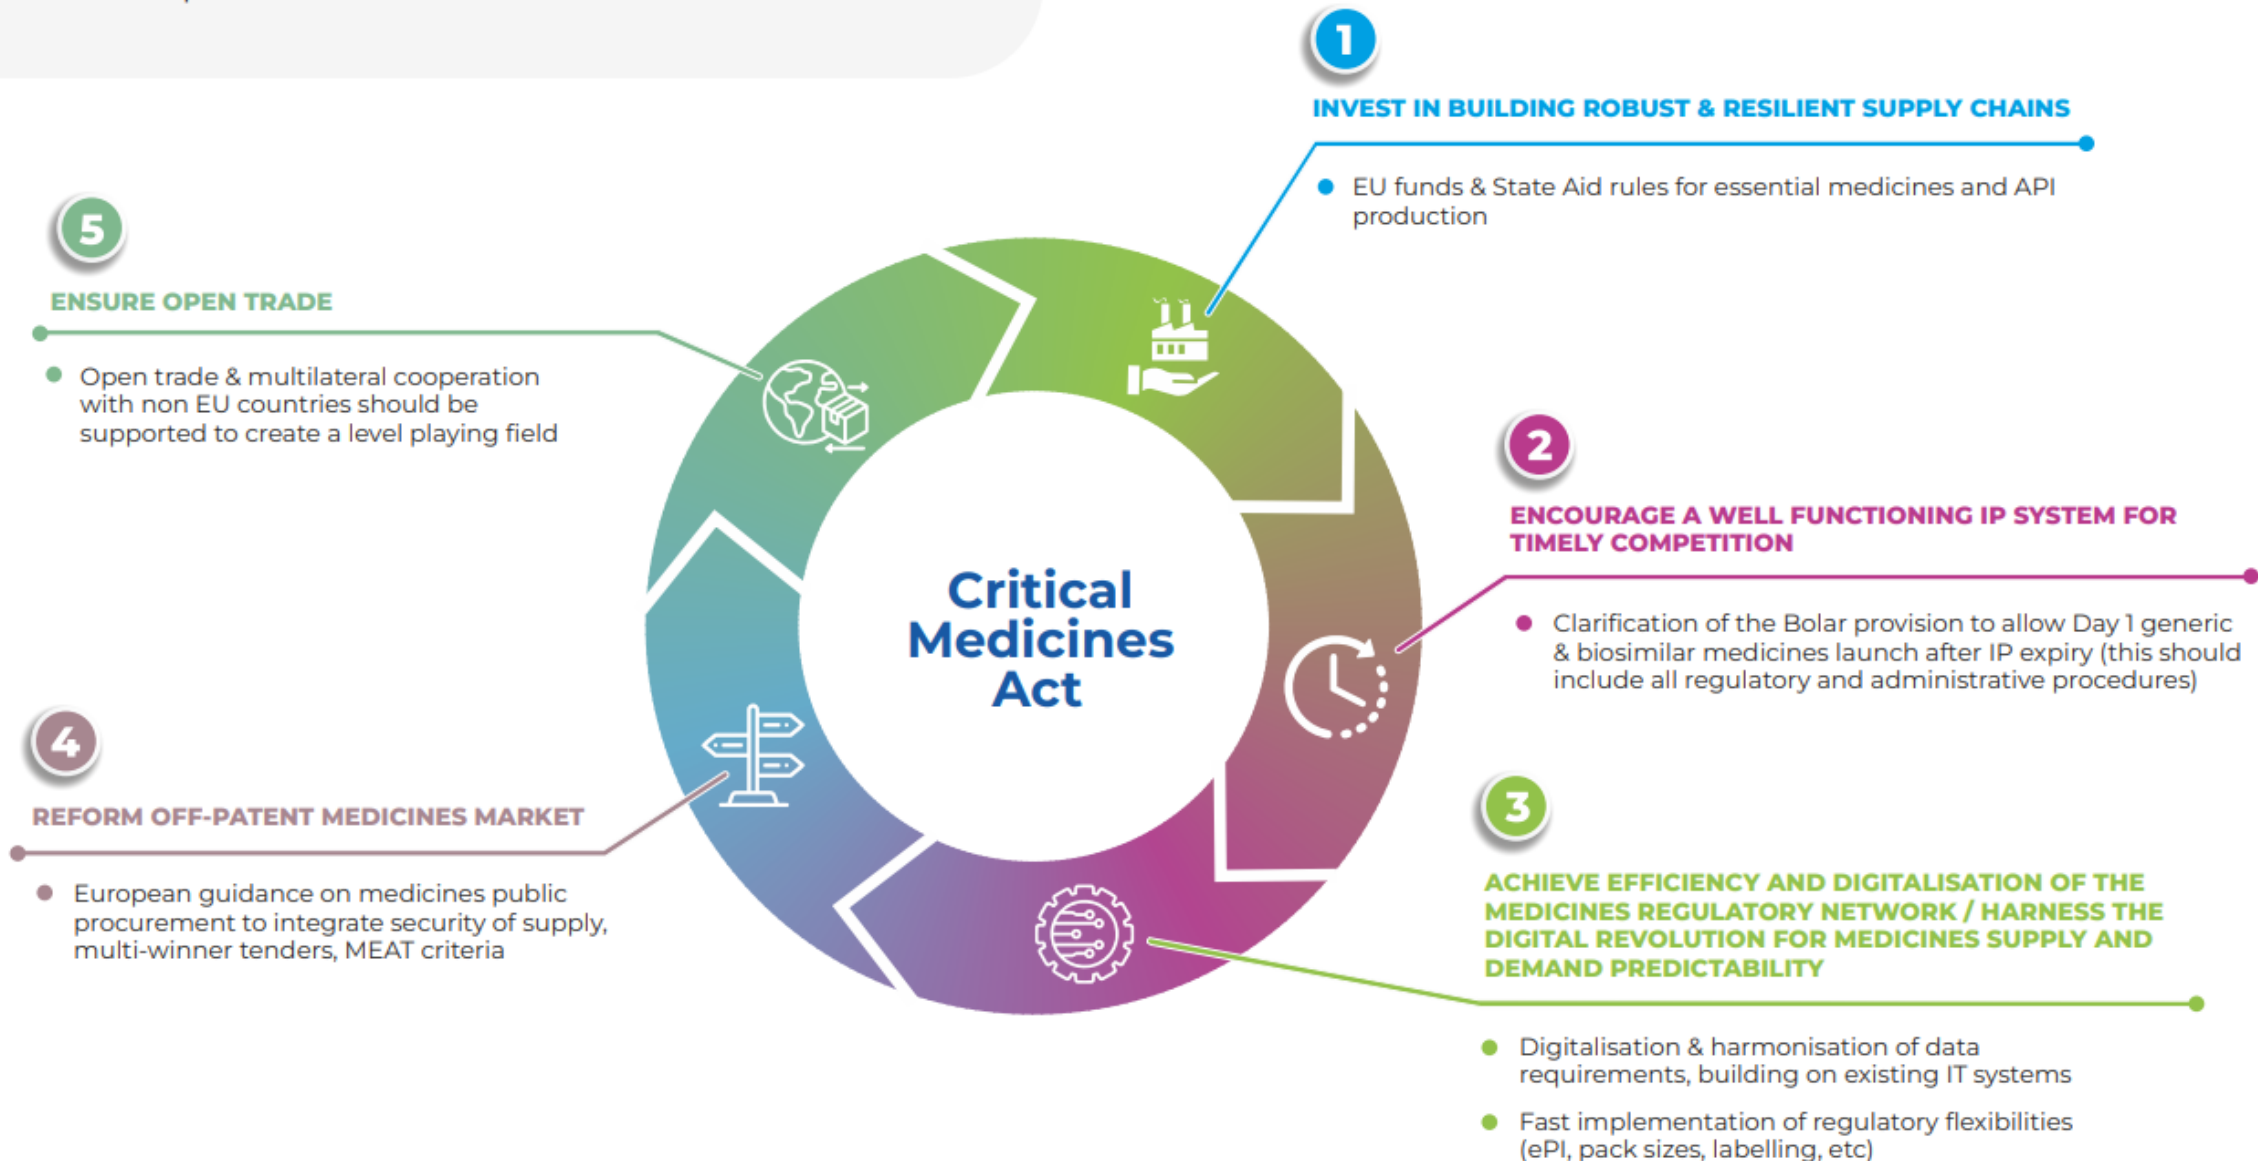 1
INVEST IN BUILDING ROBUST & RESILIENT SUPPLY CHAINS
EU funds & State Aid rules for essential medicines and API
production
2
ENCOURAGE A WELL FUNCTIONING IP SYSTEM FOR
TIMELY COMPETITION
Clarification of the Bolar provision to allow Day 1 generic
& biosimilar medicines launch after IP expiry (this should
include all regulatory and administrative procedures)
3
ACHIEVE EFFICIENCY AND DIGITALISATION OF THE
MEDICINES REGULATORY NETWORK / HARNESS THE
DIGITAL REVOLUTION FOR MEDICINES SUPPLY AND
DEMAND PREDICTABILITY
Digitalisation & harmonisation of data
requirements, building on existing IT systems
Fast implementation of regulatory flexibilities
(ePI, pack sizes, labelling, etc)
4
REFORM OFF-PATENT MEDICINES MARKET
European guidance on medicines public
procurement to integrate security of supply,
multi-winner tenders, MEAT criteria
5
ENSURE OPEN TRADE
Open trade & multilateral cooperation
with non EU countries should be
supported to create a level playing field
Critical
Medicines
Act